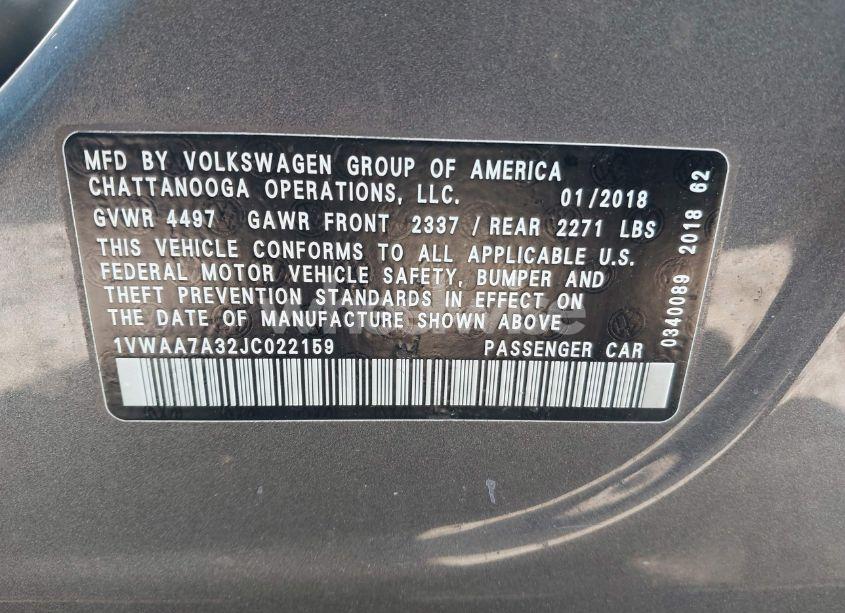 MFD BY VOLKSWAGEN GROUP OF AMERICA
CHATTANOOGA OPERATIONS, LLC. 01/2018
GVWR 4497 GAWR FRONT 2337 / REAR 2271 LBS
THIS VEHICLE CONFORMS TO ALL APPLICABLE U.S.
FEDERAL MOTOR VEHICLE SAFETY, BUMPER AND
THEFT PREVENTION STANDARDS IN EFFECT ON
THE DATE OF MANUFACTURE SHOWN ABOVE
1VWAA7A32JC022159 PASSENGER CAR
0340089 2018 62